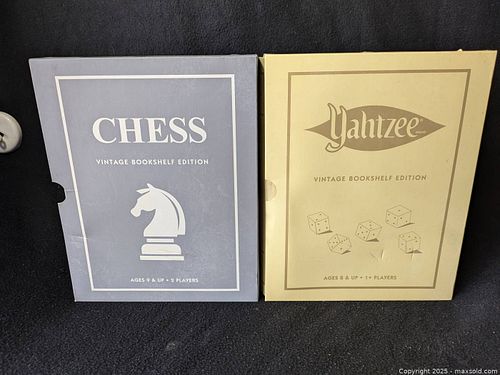 CHESS
VINTAGE BOOKSHELF EDITION
AGES 9 & UP • 2 PLAYERS
Yahtzee
VINTAGE BOOKSHELF EDITION
AGES 8 & UP • 1+ PLAYERS
Copyright 2025 - maxsold.com